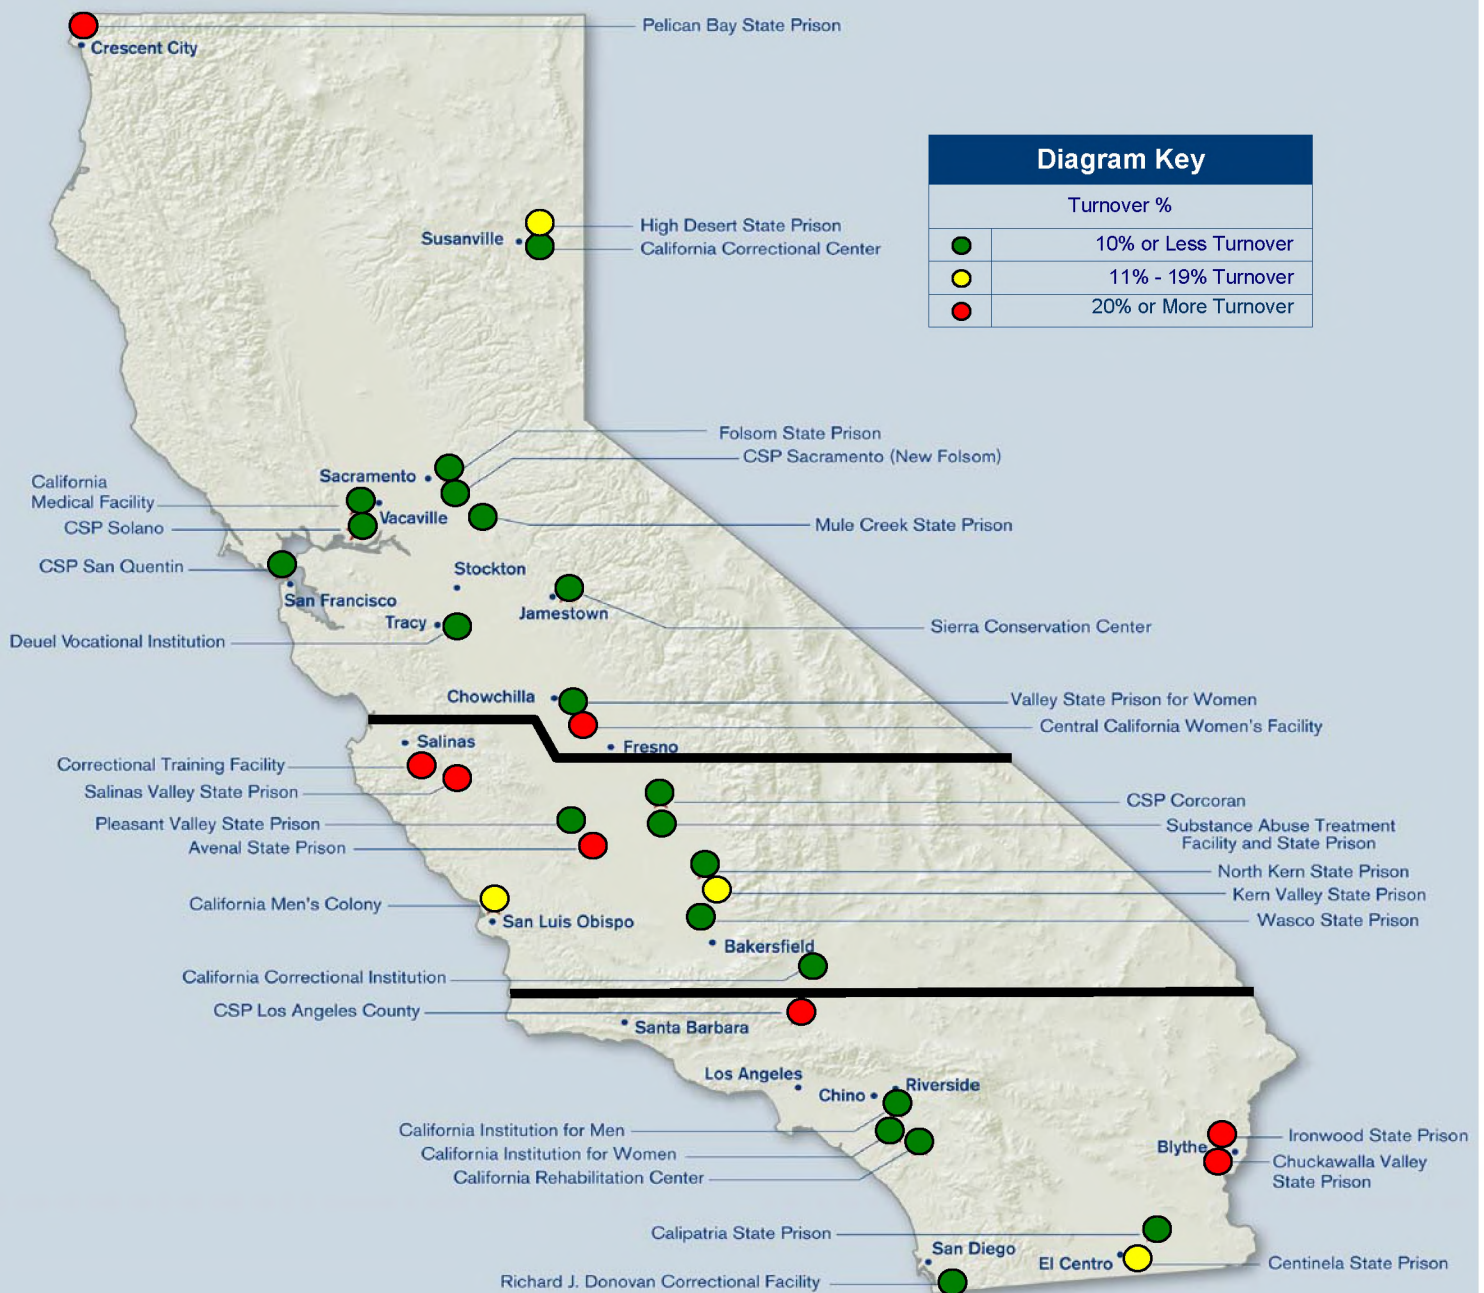 Pelican Bay State Prison
Crescent City
Diagram Key
Turnover %
10% or Less Turnover
11% - 19% Turnover
20% or More Turnover
High Desert State Prison
Susanville
California Correctional Center
Folsom State Prison
CSP Sacramento (New Folsom)
Sacramento
California
Medical Facility
Vacaville
CSP Solano
Mule Creek State Prison
CSP San Quentin
Stockton
San Francisco
Jamestown
Tracy
Sierra Conservation Center
Deuel Vocational Institution
Chowchilla
Valley State Prison for Women
Central California Women's Facility
Salinas
Fresno
Correctional Training Facility
Salinas Valley State Prison
CSP Corcoran
Pleasant Valley State Prison
Substance Abuse Treatment
Facility and State Prison
Avenal State Prison
North Kern State Prison
Kern Valley State Prison
California Men's Colony
San Luis Obispo
Wasco State Prison
Bakersfield
California Correctional Institution
CSP Los Angeles County
Santa Barbara
Los Angeles
Riverside
Chino
California Institution for Men
Ironwood State Prison
Blythe
California Institution for Women
Chuckawalla Valley
State Prison
California Rehabilitation Center
Calipatria State Prison
San Diego
El Centro
Centinela State Prison
Richard J. Donovan Correctional Facility